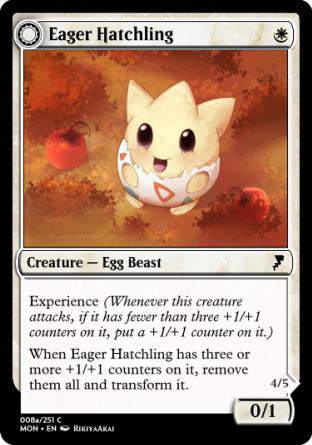 Eager Hatchling
Creature — Egg Beast
Experience (Whenever this creature
attacks, if it has fewer than three +1/+1
counters on it, put a +1/+1 counter on it.)
When Eager Hatchling has three or
more +1/+1 counters on it, remove
them all and transform it.
4/5
0/1
008a/251 C
MON • EN RikiyaAkai